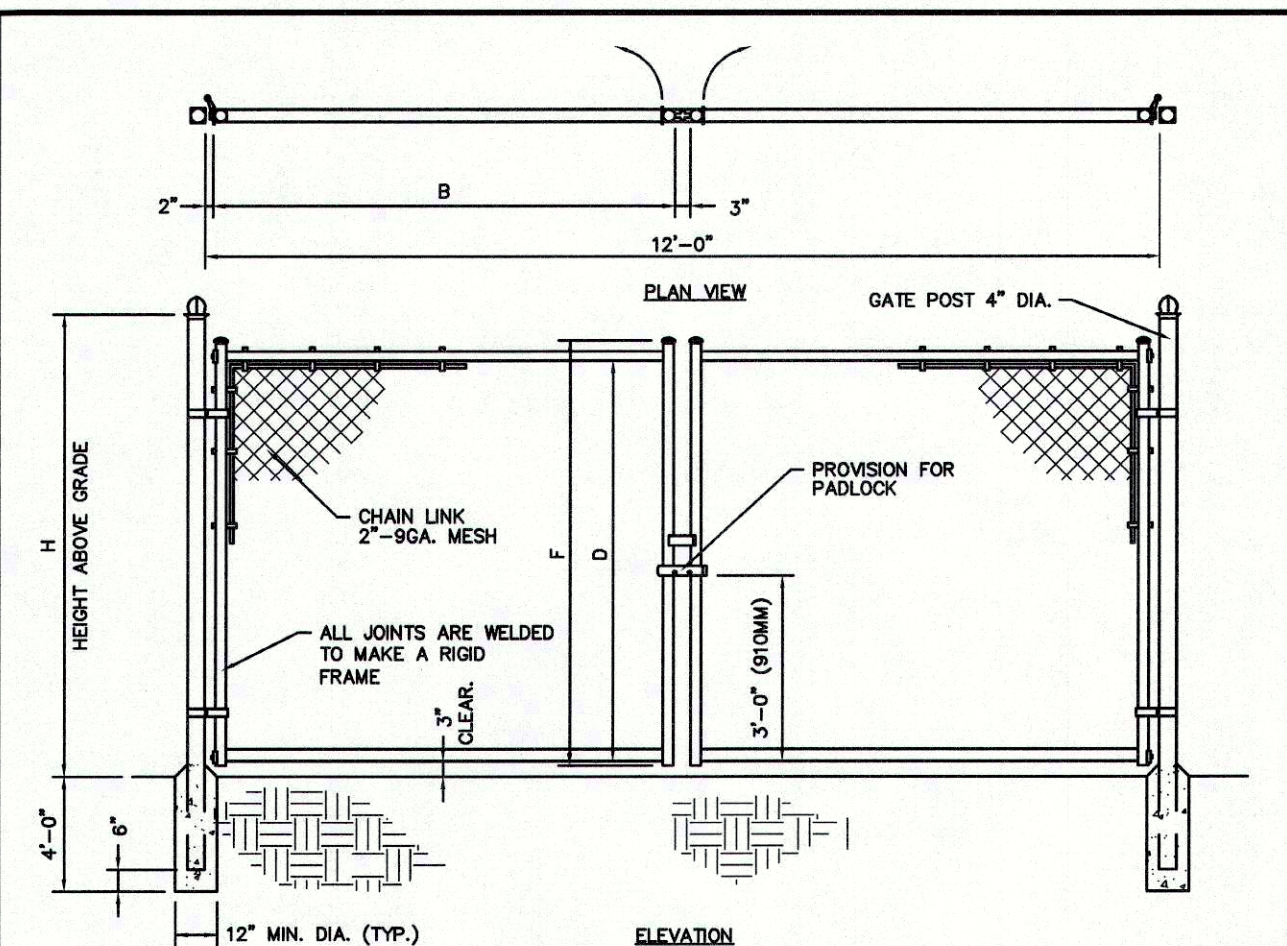 B
2"
3"
12'-0"
PLAN VIEW
GATE POST 4" DIA.
H
HEIGHT ABOVE GRADE
CHAIN LINK
2"-9GA. MESH
F
D
PROVISION FOR
PADLOCK
ALL JOINTS ARE WELDED
TO MAKE A RIGID
FRAME
3"
CLEAR.
3'-0" (910MM)
4'-0"
6"
12" MIN. DIA. (TYP.)
ELEVATION